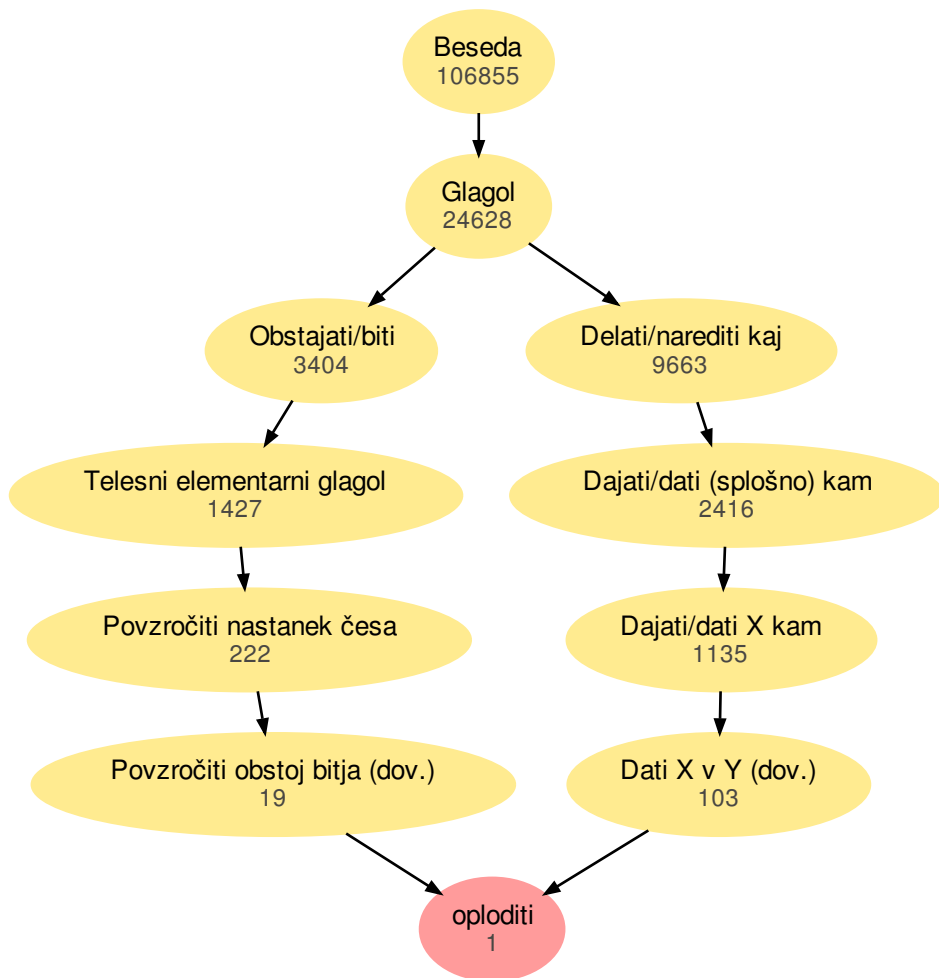 Beseda
106855
Glagol
24628
Obstajati/biti
3404
Delati/narediti kaj
9663
Telesni elementarni glagol
1427
Dajati/dati (splošno) kam
2416
Povzročiti nastanek česa
222
Dajati/dati X kam
1135
Povzročiti obstoj bitja (dov.)
19
Dati X v Y (dov.)
103
oploditi
1